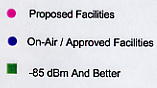 Proposed Facilities
On-Air / Approved Facilities
-85 dBm And Better